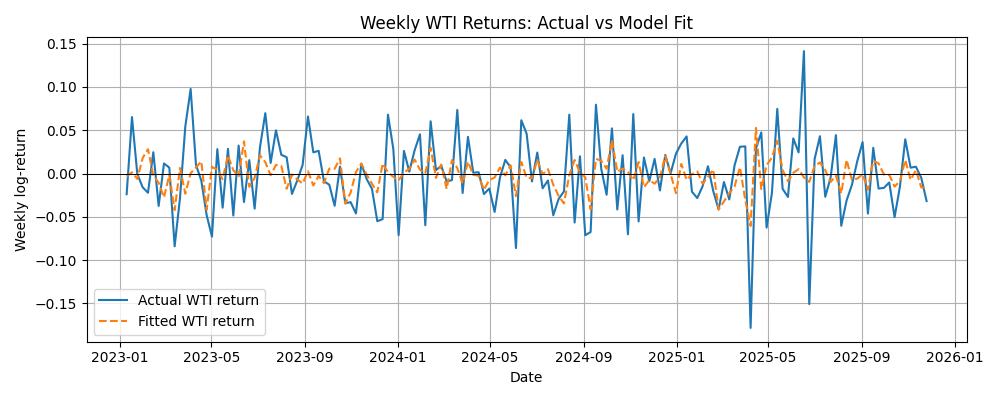 Weekly WTI Returns: Actual vs Model Fit
0.15
0.10
0.05
0.00
−0.05
−0.10
−0.15
Weekly log-return
Actual WTI return
Fitted WTI return
2023-01 2023-05 2023-09 2024-01 2024-05 2024-09 2025-01 2025-05 2025-09 2026-01
Date